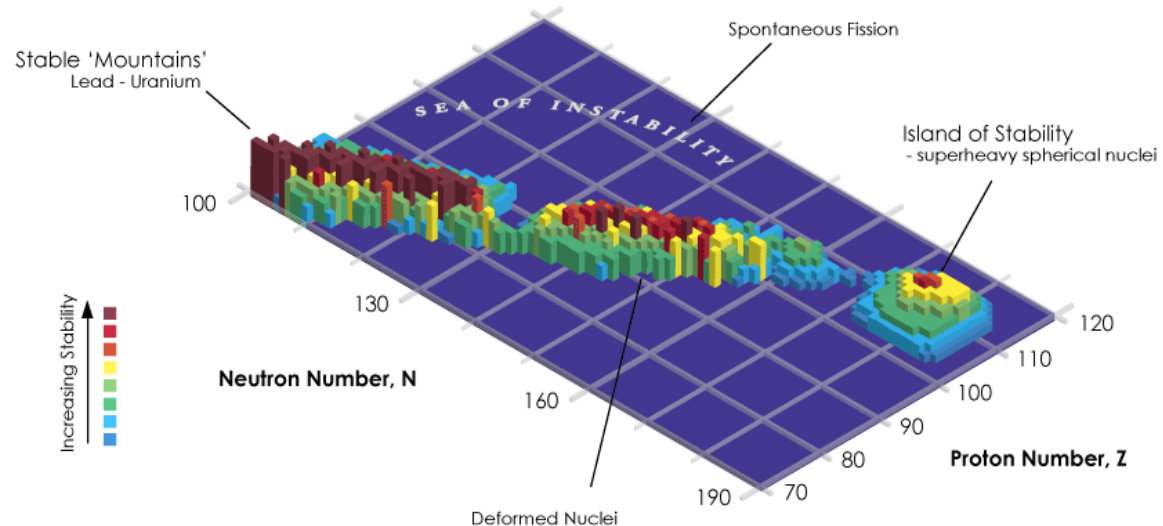 Spontaneous Fission
Stable ‘Mountains’
Lead - Uranium
SEA OF INSTABILITY
Island of Stability
- superheavy spherical nuclei
100
130
160
190
Increasing Stability
Neutron Number, N
120
110
100
90
80
70
Proton Number, Z
Deformed Nuclei